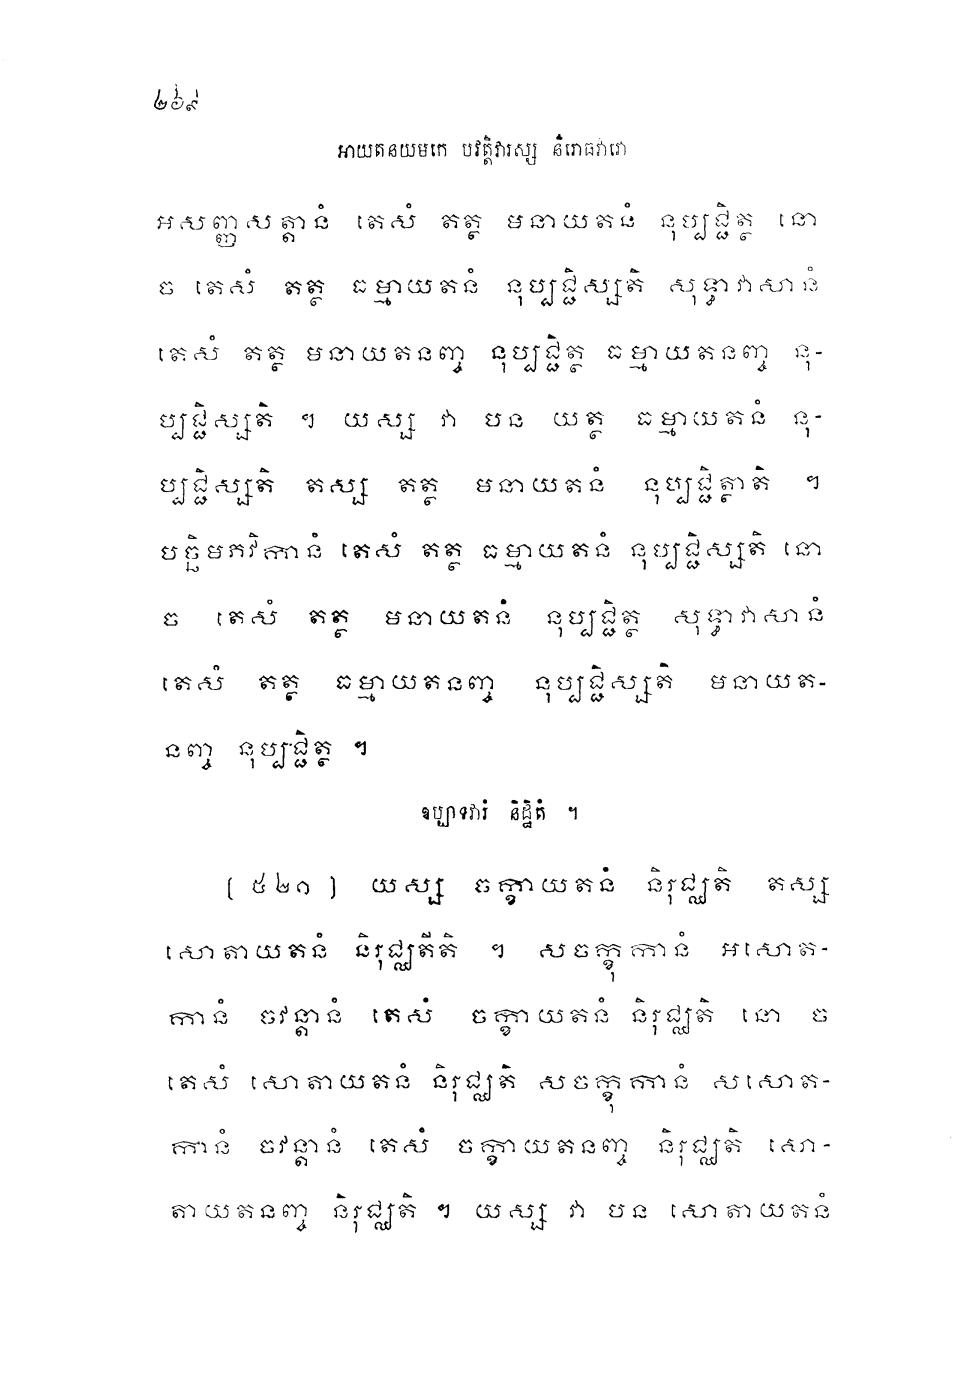 ២៦៩
អាយតនយមកេ បវត្តិវារស្ស និរោធវារោ
អសញ្ញសត្តានំ តេសំ តត្ថ មនាយតនំ នុប្បជ្ជិត្ថ នោ
ច តេសំ តត្ថ ធម្មាយតនំ នុប្បជ្ជិស្សតិ សុទ្ធាវាសានំ
តេសំ តត្ថ មនាយតនញ្ច នុប្បជ្ជិត្ថ ធម្មាយតនញ្ច នុ-
ប្បជ្ជិស្សតិ ។ យស្ស វា បន យត្ថ ធម្មាយតនំ នុ-
ប្បជ្ជិស្សតិ តស្ស តត្ថ មនាយតនំ នុប្បជ្ជិត្ថាតិ ។
បច្ឆិមភវិកានំ តេសំ តត្ថ ធម្មាយតនំ នុប្បជ្ជិស្សតិ នោ
ច តេសំ តត្ថ មនាយតនំ នុប្បជ្ជិត្ថ សុទ្ធាវាសានំ
តេសំ តត្ថ ធម្មាយតនញ្ច នុប្បជ្ជិស្សតិ មនាយត-
នញ្ច នុប្បជ្ជិត្ថ ។
ឧប្បាទវារំ និដ្ឋិតំ ។
(៥២០) យស្ស ចក្ខាយតនំ និរុជ្ឈតិ តស្ស
សោតាយតនំ និរុជ្ឈតីតិ ។ សចក្ខុកានំ អសោត-
កានំ ចវន្តានំ តេសំ ចក្ខាយតនំ និរុជ្ឈតិ នោ ច
តេសំ សោតាយតនំ និរុជ្ឈតិ សចក្ខុកានំ សសោត-
កានំ ចវន្តានំ តេសំ ចក្ខាយតនញ្ច និរុជ្ឈតិ សោ-
តាយតនញ្ច និរុជ្ឈតិ ។ យស្ស វា បន សោតាយតនំ